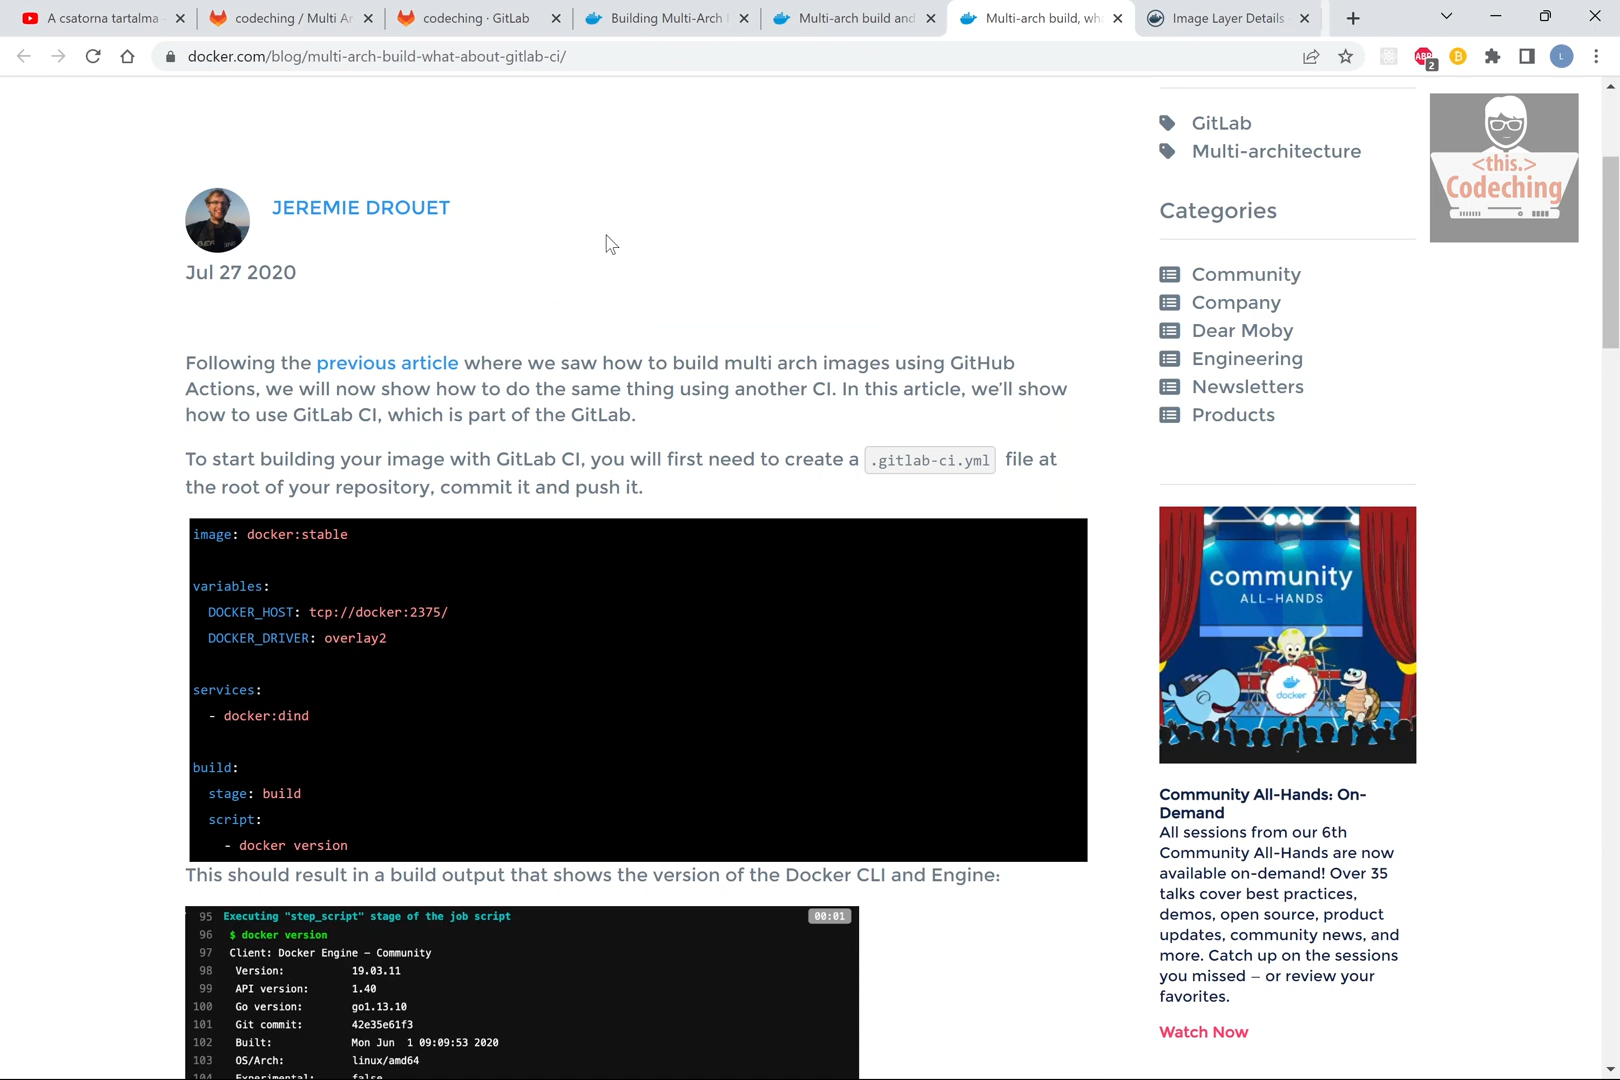 A csatorna tartalma
codeching / Multi Ar
codeching · GitLab
Building Multi-Arch
Multi-arch build and
Multi-arch build, wh
Image Layer Details
docker.com/blog/multi-arch-build-what-about-gitlab-ci/
ABP
2
L
GitLab
Multi-architecture
<this.>
Codeching
JEREMIE DROUET
Jul 27 2020
Categories
Community
Company
Dear Moby
Engineering
Newsletters
Products
Following the previous article where we saw how to build multi arch images using GitHub
Actions, we will now show how to do the same thing using another CI. In this article, we’ll show
how to use GitLab CI, which is part of the GitLab.
To start building your image with GitLab CI, you will first need to create a .gitlab-ci.yml file at
the root of your repository, commit it and push it.
image: docker:stable
variables:
DOCKER_HOST: tcp://docker:2375/
DOCKER_DRIVER: overlay2
services:
- docker:dind
build:
stage: build
script:
- docker version
This should result in a build output that shows the version of the Docker CLI and Engine:
95 Executing "step_script" stage of the job script 00:01
96 $ docker version
97 Client: Docker Engine – Community
98 Version: 19.03.11
99 API version: 1.40
100 Go version: go1.13.10
101 Git commit: 42e35e61f3
102 Built: Mon Jun 1 09:09:53 2020
103 OS/Arch: linux/amd64
104 Experimental: false
community
ALL-HANDS
docker
Community All-Hands: On-
Demand
All sessions from our 6th
Community All-Hands are now
available on-demand! Over 35
talks cover best practices,
demos, open source, product
updates, community news, and
more. Catch up on the sessions
you missed – or review your
favorites.
Watch Now